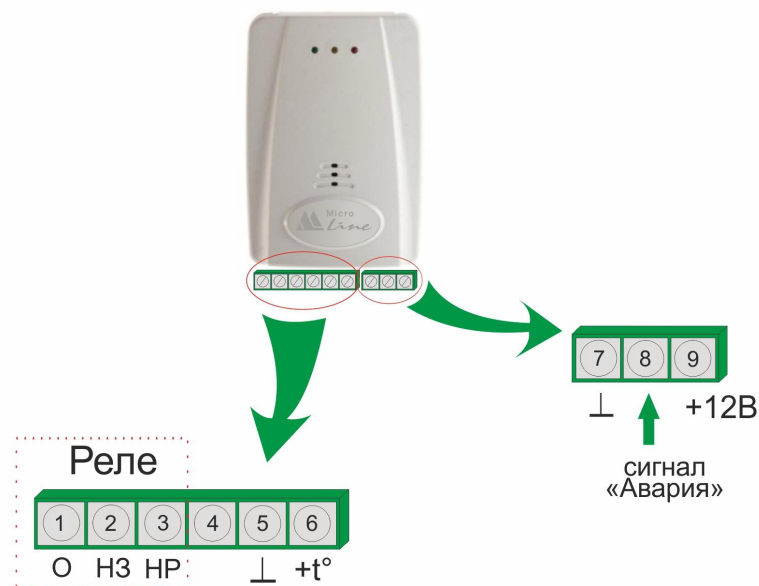 Micro
Line
7 8 9
⊥ +12В
сигнал
«Авария»
Реле
1 2 3 4 5 6
О НЗ НР ⊥ +t°